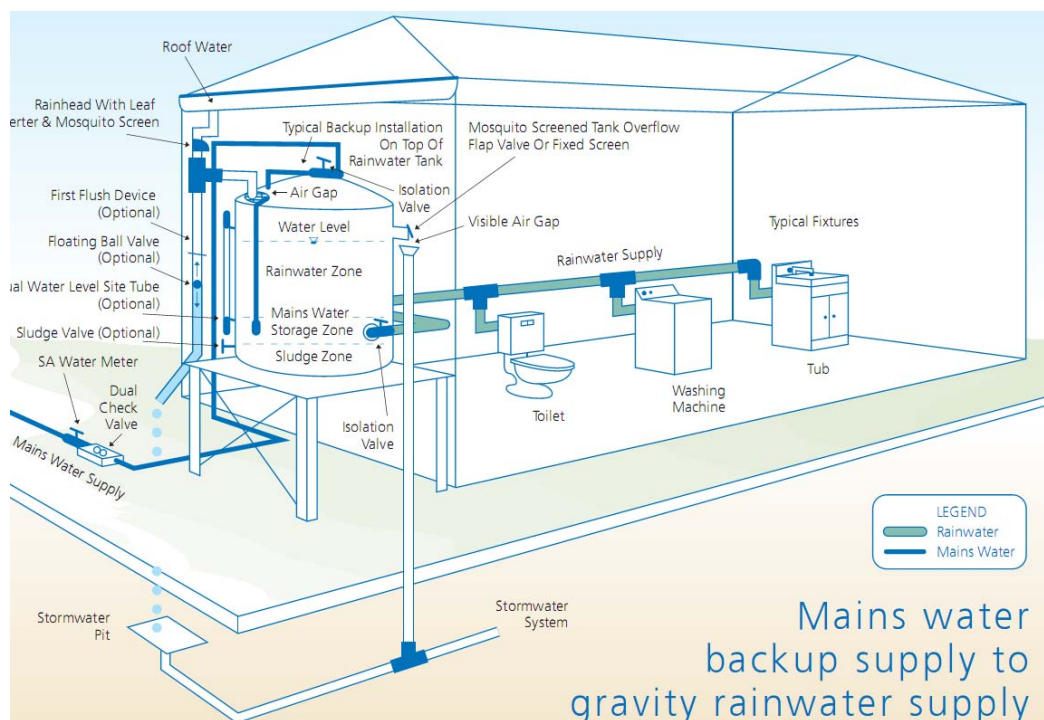 Roof Water
Rainhead With Leaf
erter & Mosquito Screen
Typical Backup Installation
On Top Of
Rainwater Tank
Mosquito Screened Tank Overflow
Flap Valve Or Fixed Screen
Air Gap
Isolation
Valve
First Flush Device
(Optional)
Water Level
Visible Air Gap
Typical Fixtures
Floating Ball Valve
(Optional)
Rainwater Zone
Rainwater Supply
ual Water Level Site Tube
(Optional)
Mains Water
Storage Zone
Sludge Valve (Optional)
Sludge Zone
SA Water Meter
Dual
Check
Valve
Isolation
Valve
Toilet
Washing
Machine
Tub
Mains Water Supply
LEGEND
Rainwater
Mains Water
Stormwater
Pit
Stormwater
System
Mains water
backup supply to
gravity rainwater supply